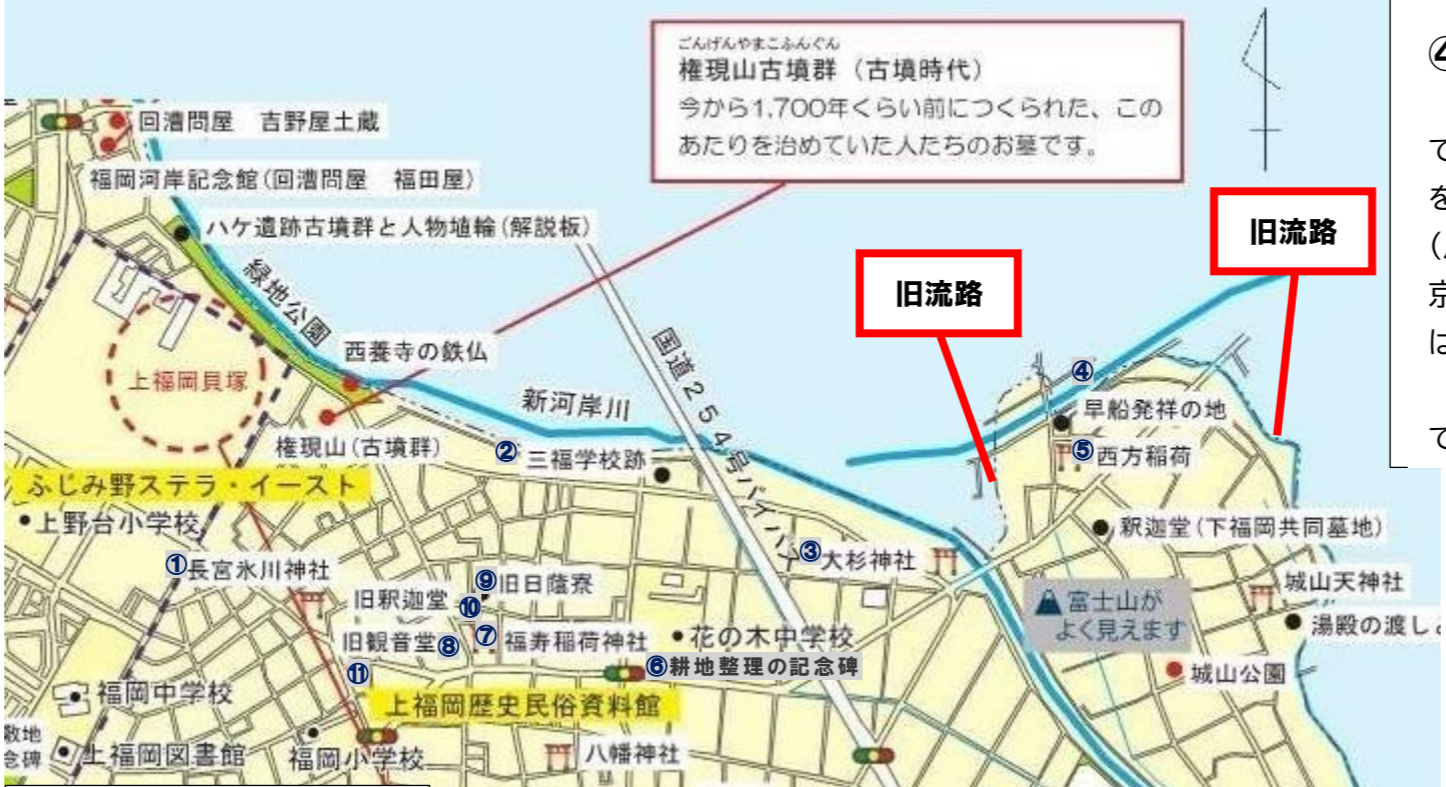 ごんげんやまこふんぐん
権現山古墳群（古墳時代）
今から1,700年くらい前につくられた、この
あたりを治めていた人たちのお墓です。
④
て
を
京
は
て
旧流路
旧流路
回漕問屋　吉野屋土蔵
福岡河岸記念館(回漕問屋　福田屋)
ハケ遺跡古墳群と人物埴輪(解説板)
緑地公園
西養寺の鉄仏
上福岡貝塚
新河岸川
国道254号バイパス
権現山(古墳群)
②三福学校跡
④
早船発祥の地
⑤西方稲荷
ふじみ野ステラ・イースト
上野台小学校
①長宮氷川神社
③大杉神社
釈迦堂(下福岡共同墓地)
旧釈迦堂⑩
⑨旧日蔭寮
富士山が
よく見えます
城山天神社
湯殿の渡し
旧観音堂⑧
⑦福寿稲荷神社
花の木中学校
⑥耕地整理の記念碑
城山公園
⑪
福岡中学校
上福岡歴史民俗資料館
敷地
念碑
上福岡図書館
福岡小学校
八幡神社